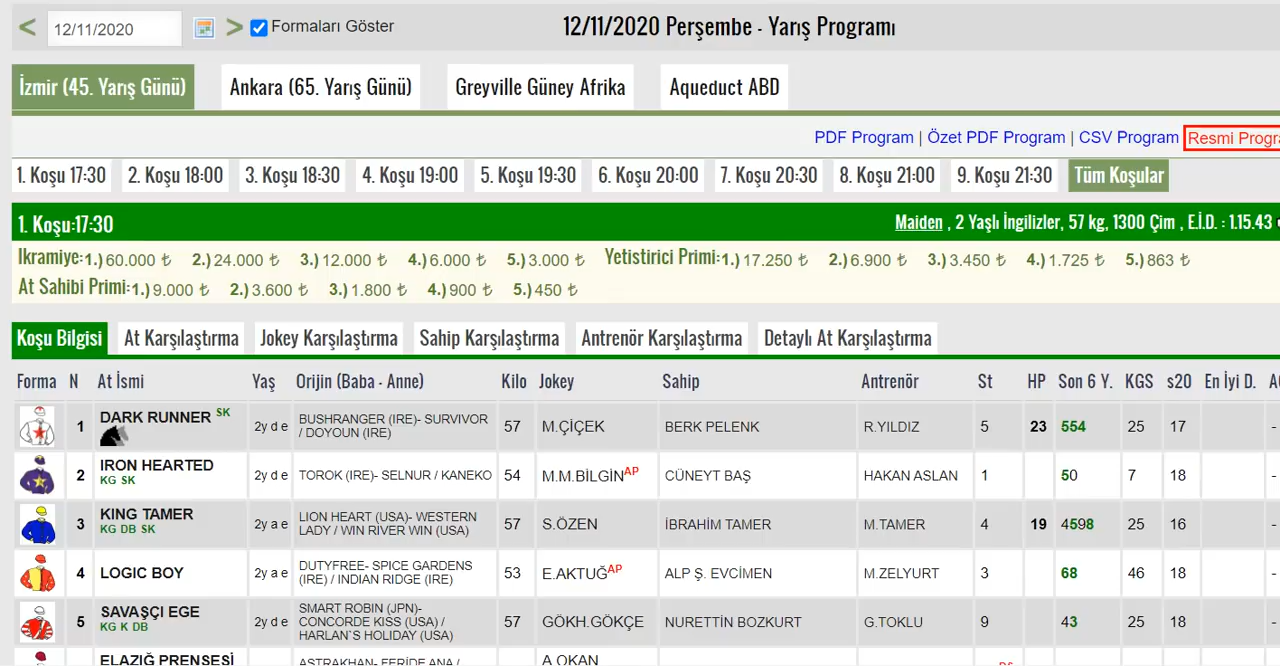 < 12/11/2020 > Formaları Göster 12/11/2020 Perşembe - Yarış Programı
İzmir (45. Yarış Günü) Ankara (65. Yarış Günü) Greyville Güney Afrika Aqueduct ABD
PDF Program | Özet PDF Program | CSV Program Resmi Progra
1. Koşu 17:30 2. Koşu 18:00 3. Koşu 18:30 4. Koşu 19:00 5. Koşu 19:30 6. Koşu 20:00 7. Koşu 20:30 8. Koşu 21:00 9. Koşu 21:30 Tüm Koşular
1. Koşu:17:30 Maiden , 2 Yaşlı İngilizler, 57 kg, 1300 Çim , E.İ.D. : 1.15.43
Ikramiye:1.) 60.000 ₺ 2.) 24.000 ₺ 3.) 12.000 ₺ 4.) 6.000 ₺ 5.) 3.000 ₺ Yetistirici Primi:1.) 17.250 ₺ 2.) 6.900 ₺ 3.) 3.450 ₺ 4.) 1.725 ₺ 5.) 863 ₺
At Sahibi Primi:1.) 9.000 ₺ 2.) 3.600 ₺ 3.) 1.800 ₺ 4.) 900 ₺ 5.) 450 ₺
Koşu Bilgisi At Karşılaştırma Jokey Karşılaştırma Sahip Karşılaştırma Antrenör Karşılaştırma Detaylı At Karşılaştırma
Forma N At İsmi Yaş Orijin (Baba - Anne) Kilo Jokey Sahip Antrenör St HP Son 6 Y. KGS s20 En İyi D.
1 DARK RUNNER SK 2y d e BUSHRANGER (IRE)- SURVIVOR 57 M.ÇİÇEK BERK PELENK R.YILDIZ 5 23 554 25 17 -
/ DOYOUN (IRE)
2 IRON HEARTED 2y d e TOROK (IRE)- SELNUR / KANEKO 54 M.M.BİLGİN AP CÜNEYT BAŞ HAKAN ASLAN 1 50 7 18 -
KG SK
3 KING TAMER 2y a e LION HEART (USA)- WESTERN 57 S.ÖZEN İBRAHİM TAMER M.TAMER 4 19 4598 25 16 -
KG DB SK LADY / WIN RIVER WIN (USA)
4 LOGIC BOY 2y a e DUTYFREE- SPICE GARDENS 53 E.AKTUĞ AP ALP Ş. EVCİMEN M.ZELYURT 3 68 46 18 -
(IRE) / INDIAN RIDGE (IRE)
5 SAVAŞÇI EGE 2y d e SMART ROBIN (JPN)- 57 GÖKH.GÖKÇE NURETTİN BOZKURT G.TOKLU 9 43 25 18 -
KG K DB CONCORDE KISS (USA) /
HARLAN`S HOLIDAY (USA)
ELAZIĞ PRENSESİ ASTRAKHAN- FERİDE ANA / A.OKAN